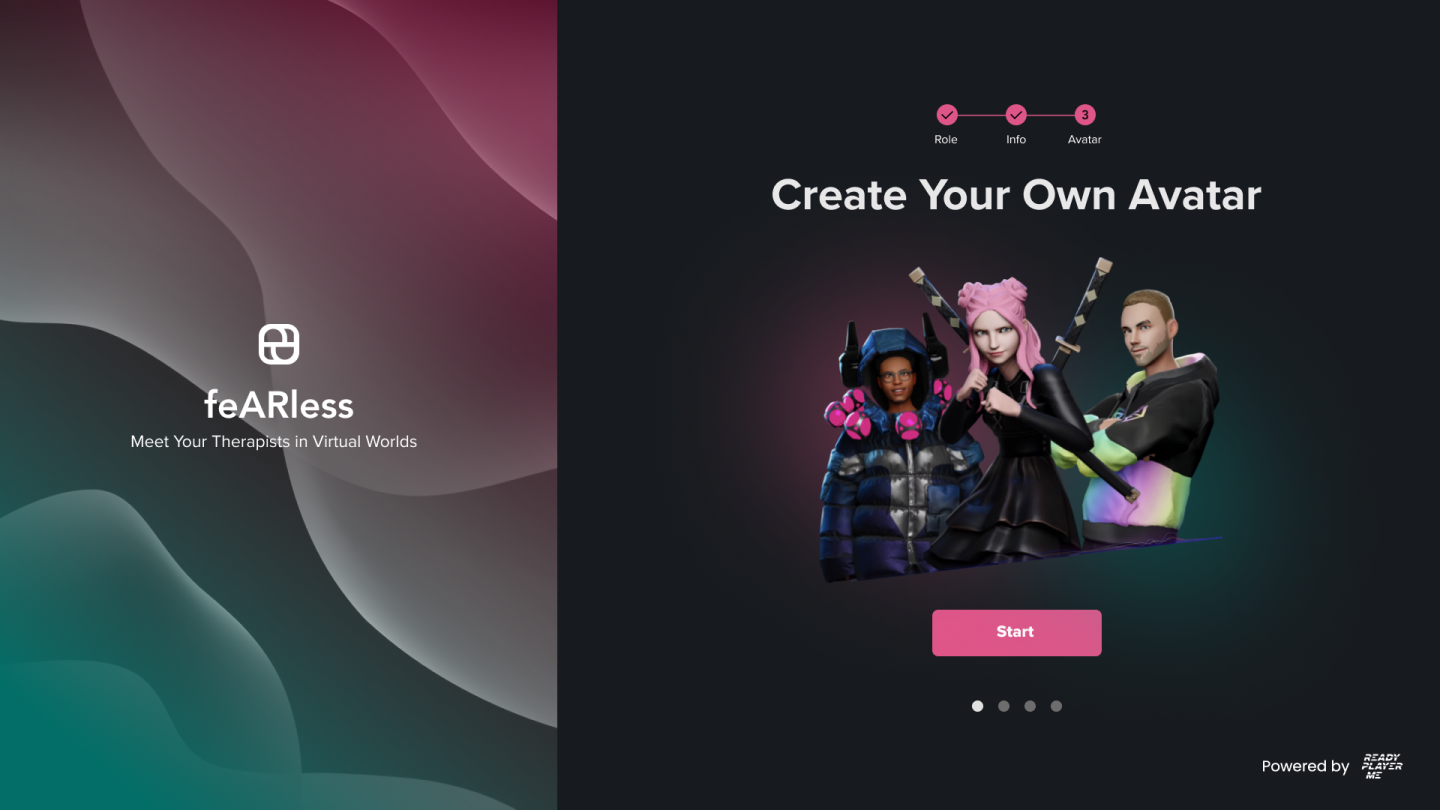 feARless
Meet Your Therapists in Virtual Worlds
3
Role Info Avatar
Create Your Own Avatar
Start
Powered by
READY
PLAYER
ME